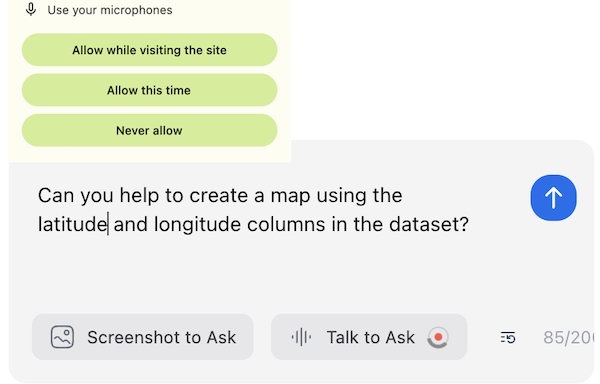 Use your microphones
Allow while visiting the site
Allow this time
Never allow
Can you help to create a map using the
latitude and longitude columns in the dataset?
Screenshot to Ask
Talk to Ask
85/20